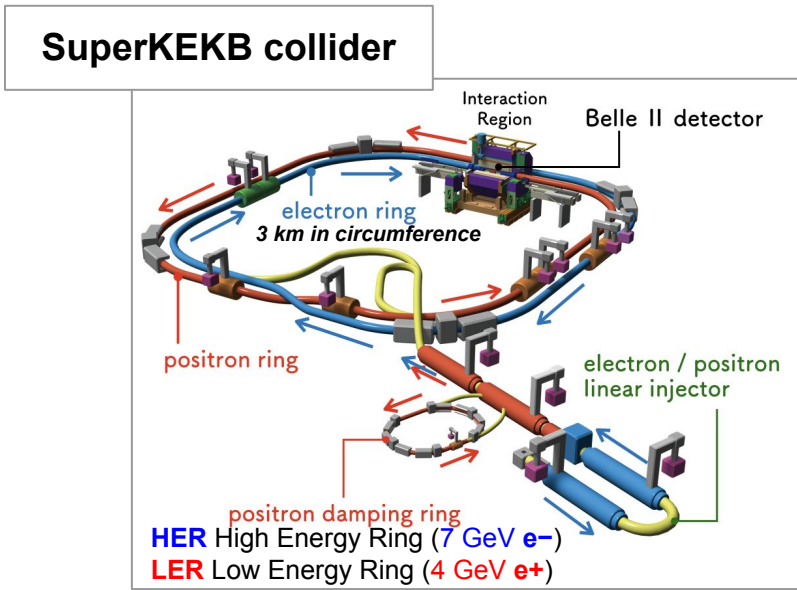 SuperKEKB collider
Interaction
Region
Belle II detector
electron ring
3 km in circumference
positron ring
electron / positron
linear injector
positron damping ring
HER High Energy Ring (7 GeV e−)
LER Low Energy Ring (4 GeV e+)